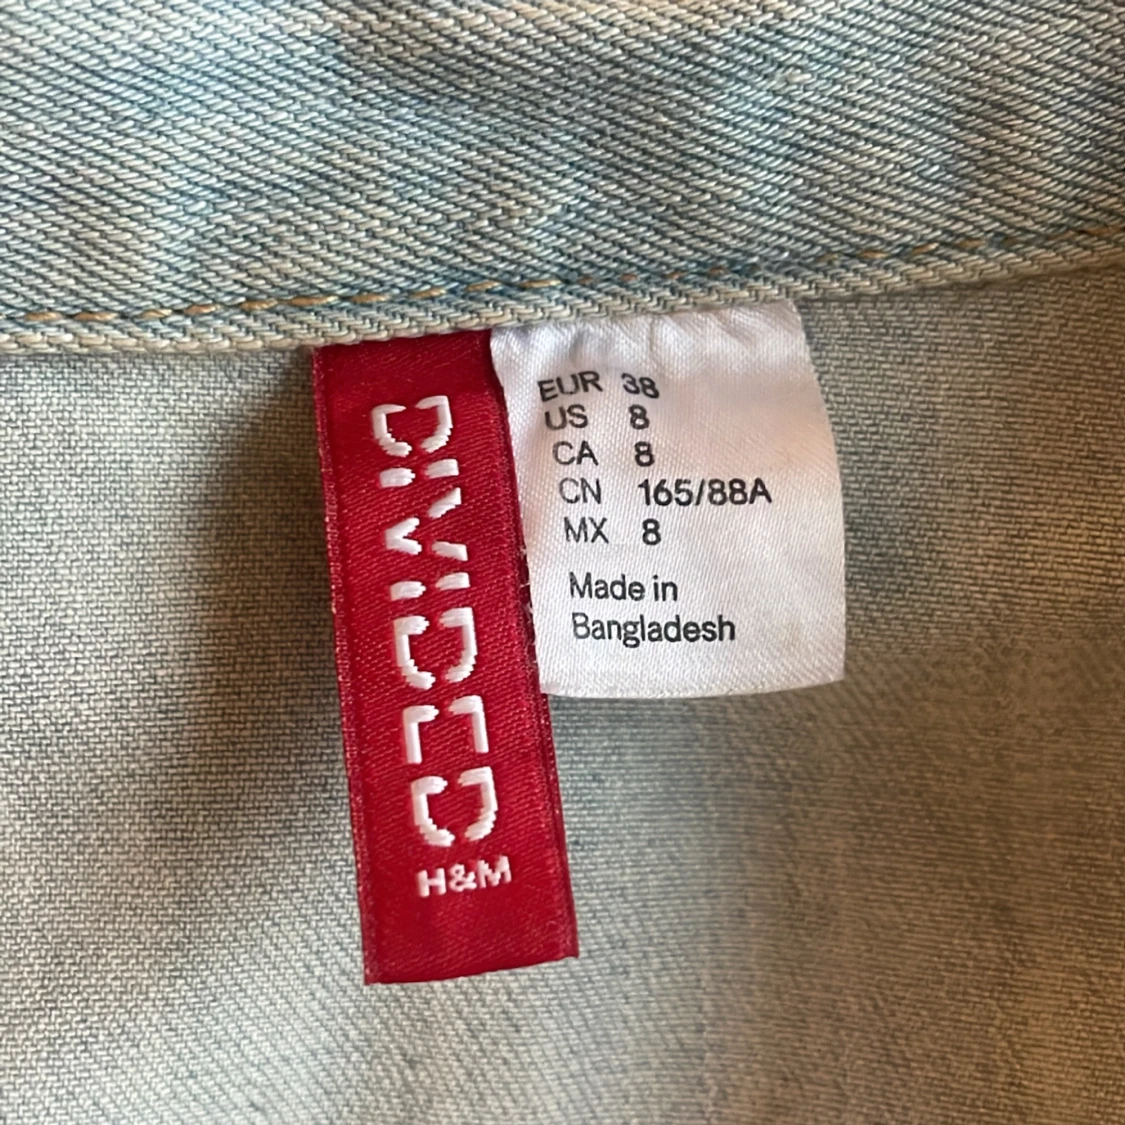 DIVIDED
H&M
EUR 38
US 8
CA 8
CN 165/88A
MX 8
Made in
Bangladesh